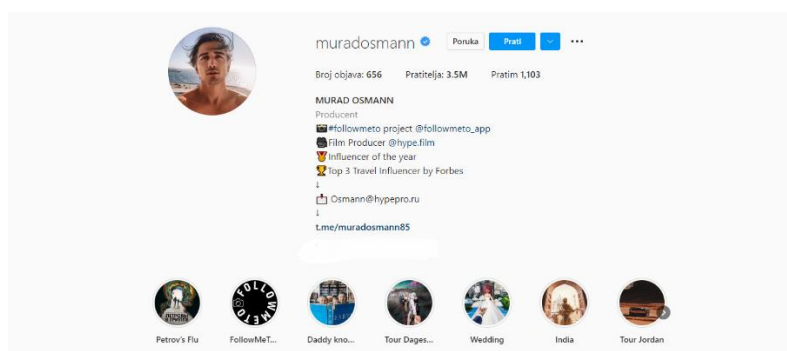 muradosmann Poruka Prati
Broj objava: 656 Pratitelja: 3.5M Pratim 1,103
MURAD OSMANN
Producent
#followmeto project @followmeto_app
Film Producer @hype.film
Influencer of the year
Top 3 Travel Influencer by Forbes
↓
Osmann@hypepro.ru
↓
t.me/muradosmann85
FOLLOWMETO
Petrov's Flu FollowMeT... Daddy kno... Tour Dages... Wedding India Tour Jordan